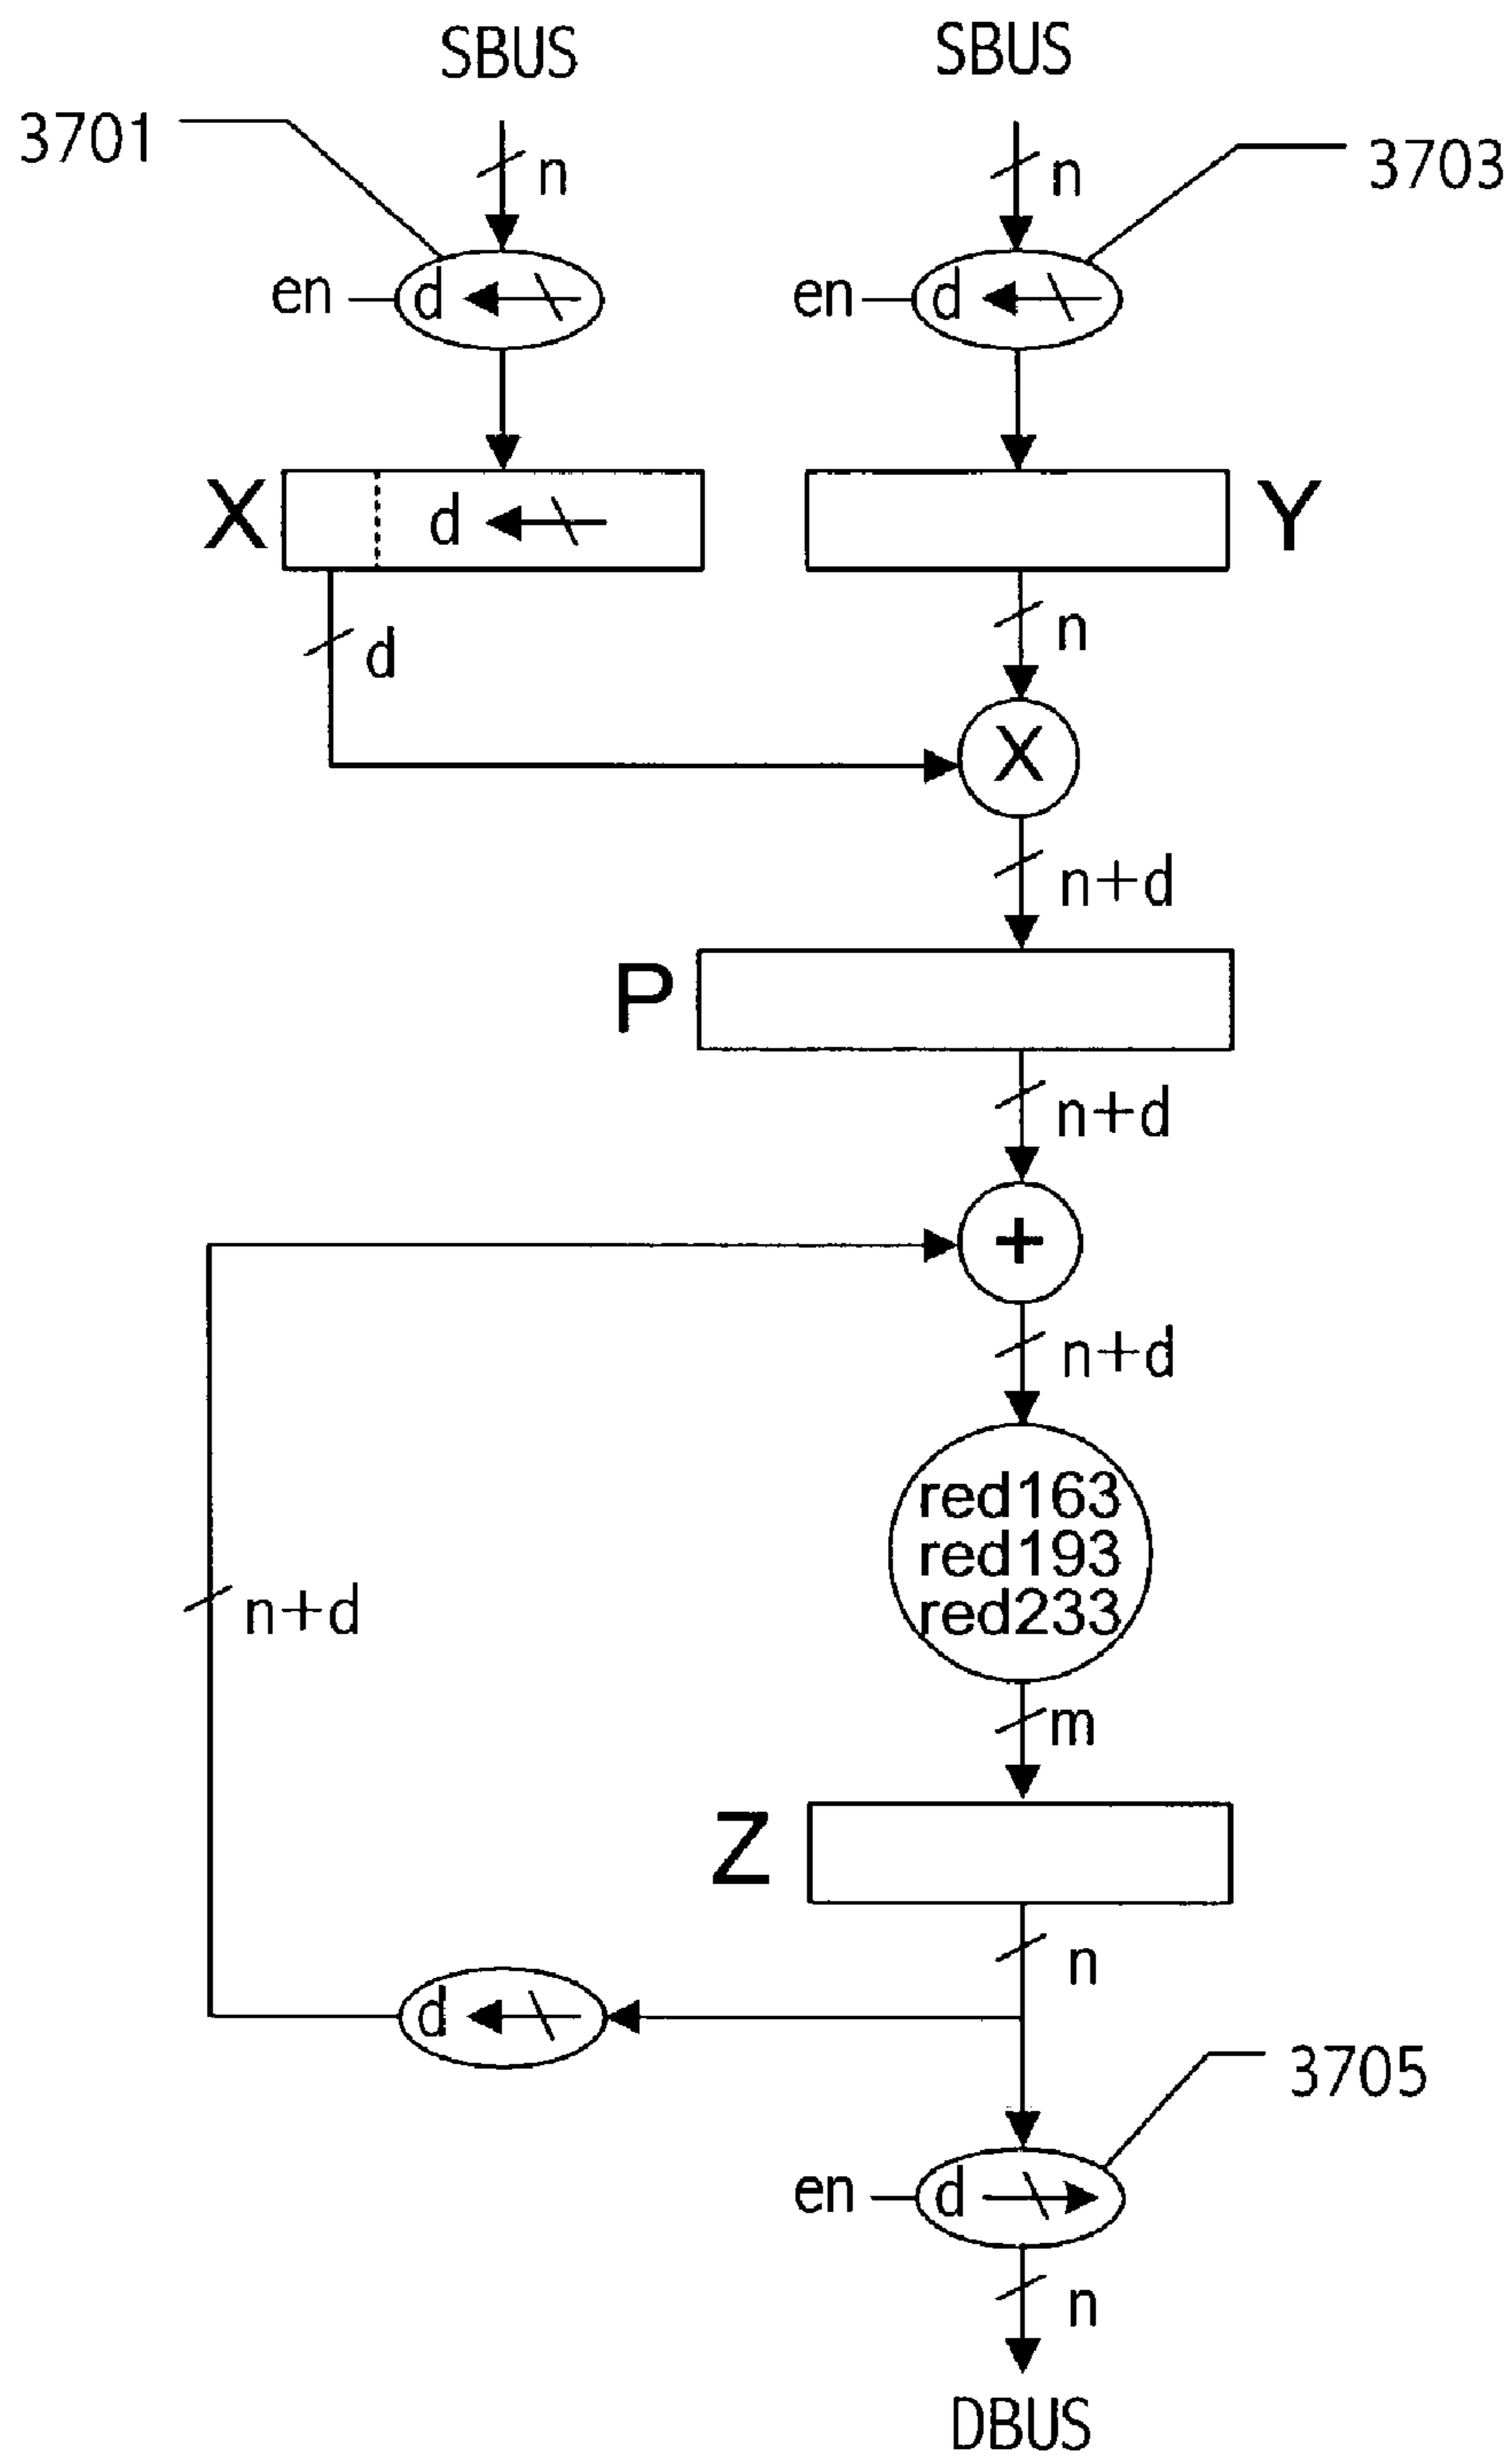 SBUS SBUS
3701 n n 3703
en d en d
X d Y
d n
X
n+d
P
n+d
+
n+d
red163
red193
red233
n+d
m
Z
n
d
3705
en d
n
DBUS